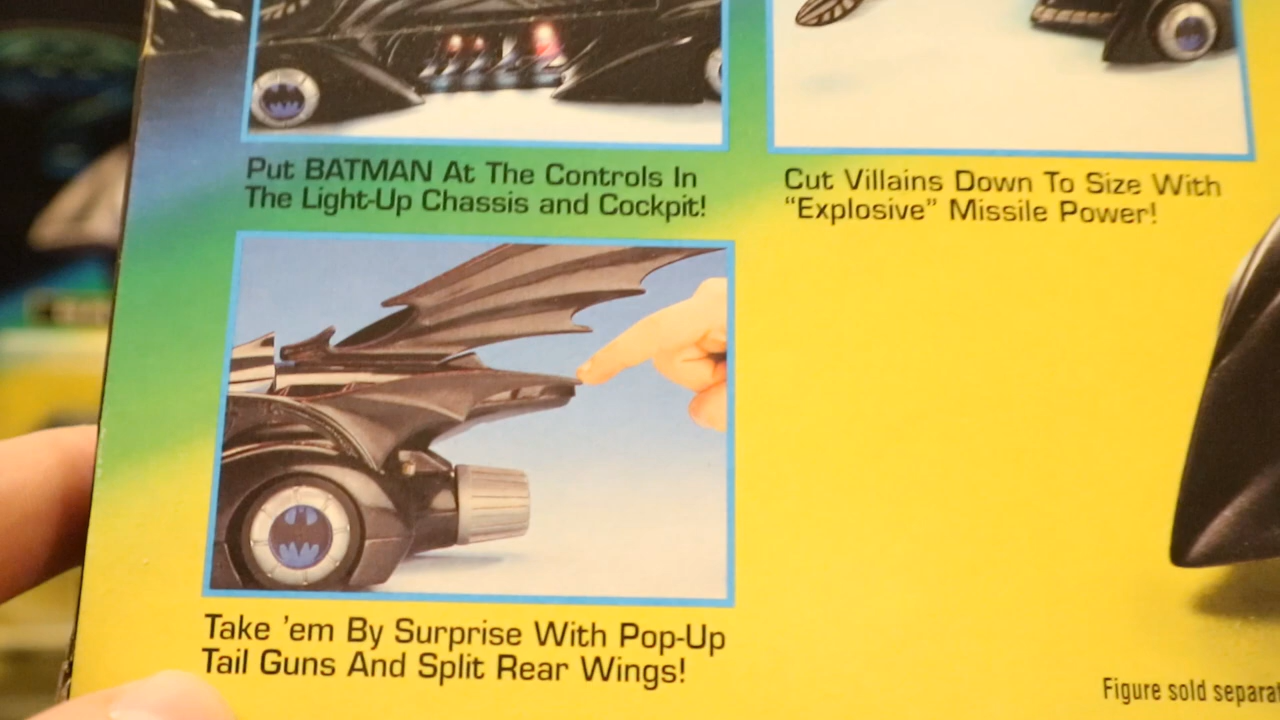 Put BATMAN At The Controls In
The Light-Up Chassis and Cockpit!
Cut Villains Down To Size With
“Explosive” Missile Power!
Take ’em By Surprise With Pop-Up
Tail Guns And Split Rear Wings!
Figure sold